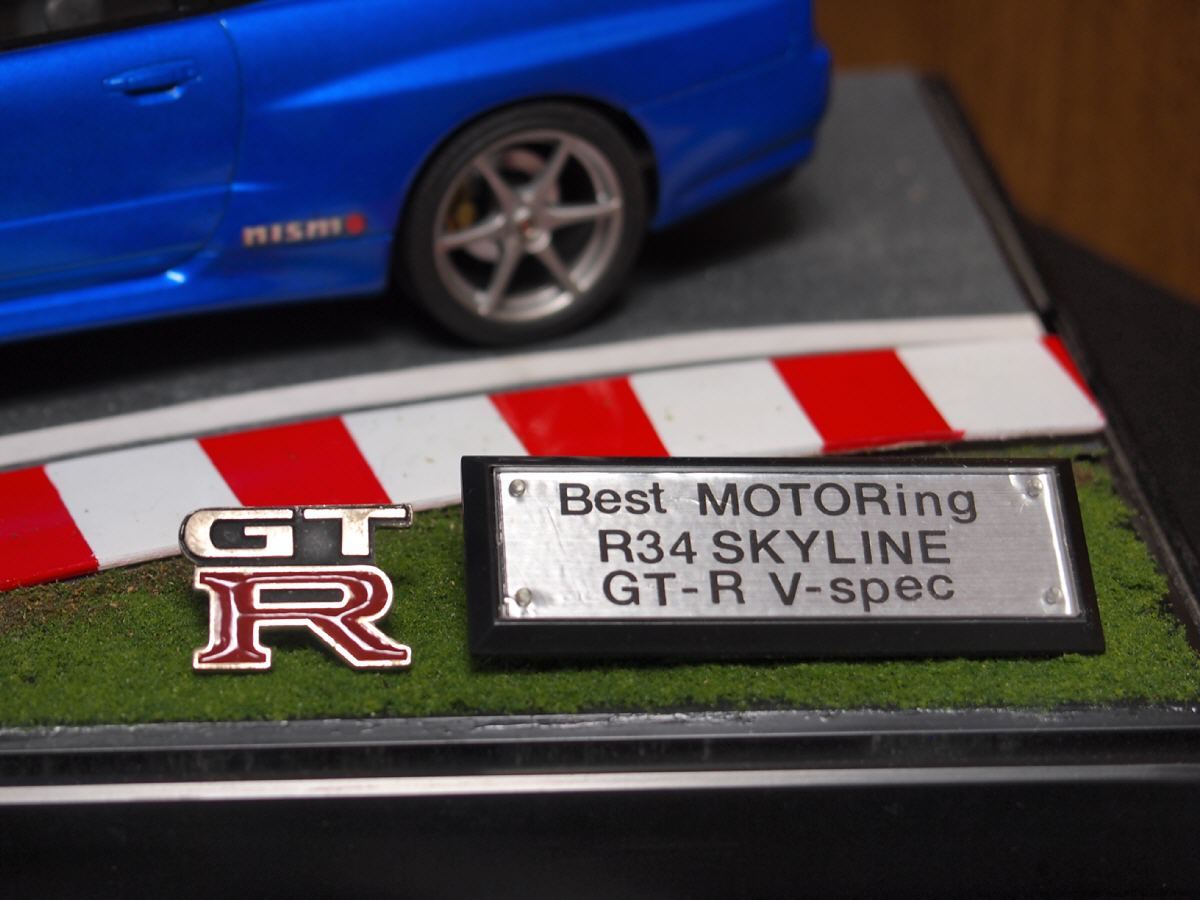 nismo
GT
R
Best MOTORing
R34 SKYLINE
GT-R V-spec